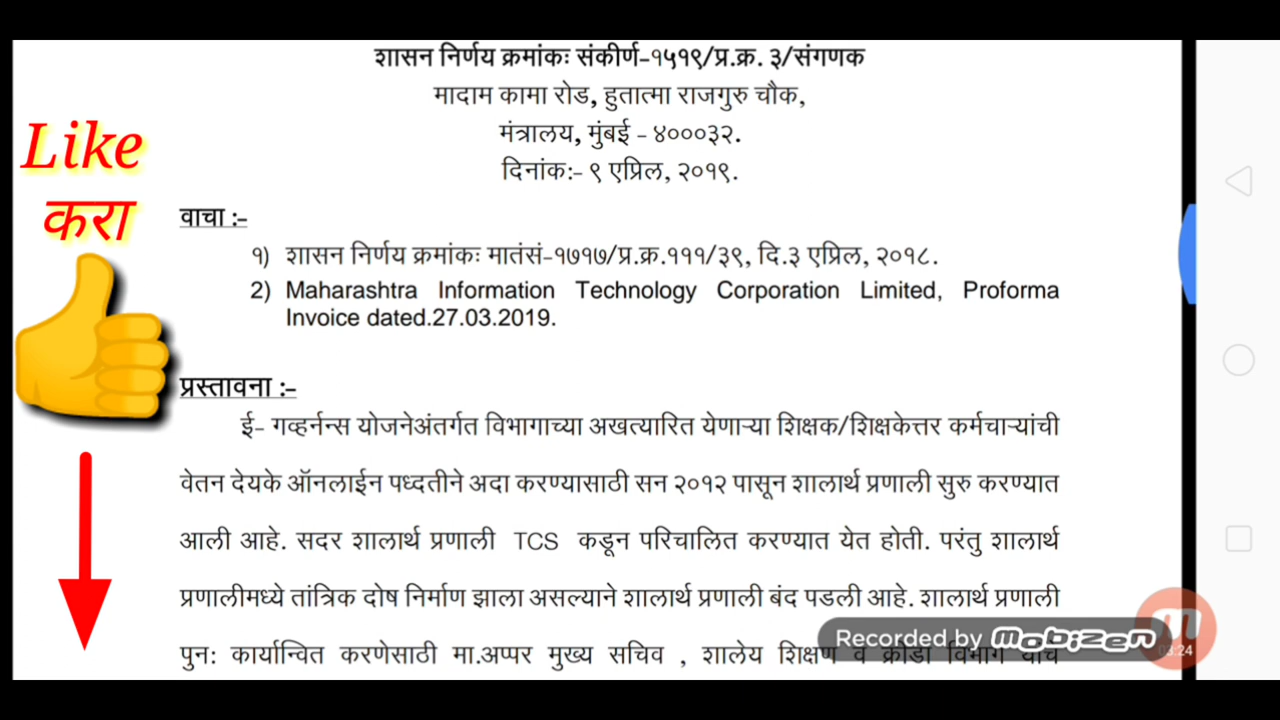 शासन निर्णय क्रमांकः संकीर्ण-१५१९/प्र.क्र. ३/संगणक
मादाम कामा रोड, हुतात्मा राजगुरु चौक,
मंत्रालय, मुंबई - ४०००३२.
दिनांकः- ९ एप्रिल, २०१९.
Like
करा
वाचा :-
१) शासन निर्णय क्रमांकः मातंसं-१७१७/प्र.क्र.१११/३९, दि.३ एप्रिल, २०१८.
2) Maharashtra Information Technology Corporation Limited, Proforma
Invoice dated.27.03.2019.
प्रस्तावना :-
ई- गव्हर्नन्स योजनेअंतर्गत विभागाच्या अखत्यारित येणाऱ्या शिक्षक/शिक्षकेत्तर कर्मचाऱ्यांची
वेतन देयके ऑनलाईन पध्दतीने अदा करण्यासाठी सन २०१२ पासून शालार्थ प्रणाली सुरु करण्यात
आली आहे. सदर शालार्थ प्रणाली TCS कडून परिचालित करण्यात येत होती. परंतु शालार्थ
प्रणालीमध्ये तांत्रिक दोष निर्माण झाला असल्याने शालार्थ प्रणाली बंद पडली आहे. शालार्थ प्रणाली
पुन: कार्यान्वित करणेसाठी मा.अप्पर मुख्य सचिव , शालेय शिक्षण व क्रीडा विभाग यांचे
Recorded by mobizen
03:24